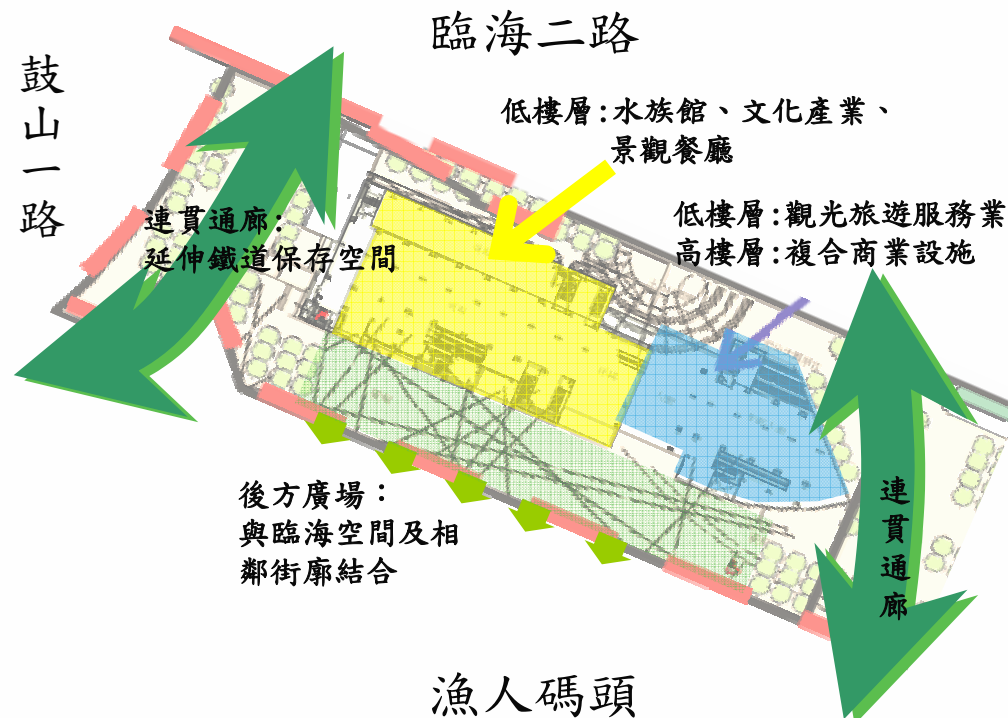 臨海二路
鼓山一路
低樓層:水族館、文化產業、
景觀餐廳
連貫通廊:
延伸鐵道保存空間
低樓層:觀光旅遊服務業
高樓層:複合商業設施
後方廣場：
與臨海空間及相
鄰街廓結合
連貫通廊
漁人碼頭